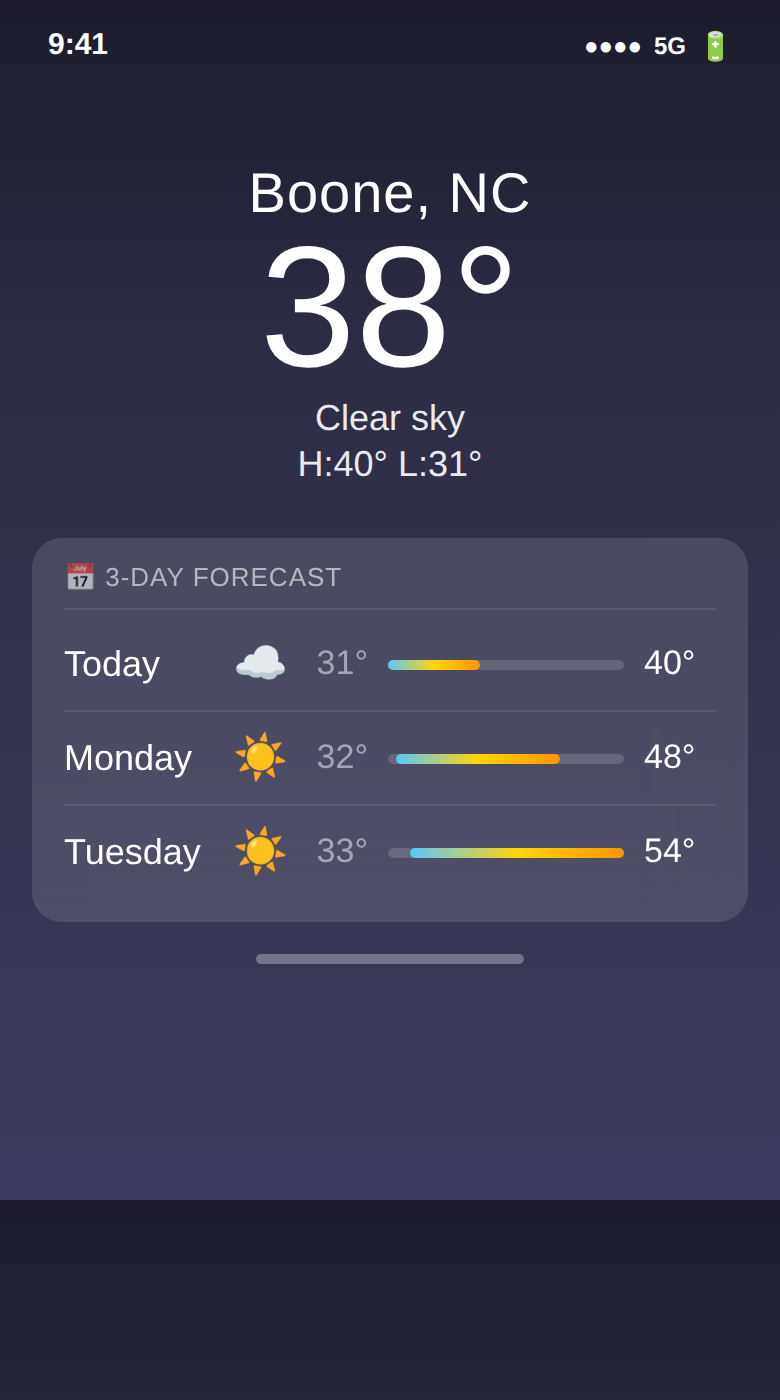 9:41 ●●●● 5G 🔋
Boone, NC
38°
Clear sky
H:40° L:31°
📅 3-DAY FORECAST
Today ☁️ 31° 40°
Monday ☀️ 32° 48°
Tuesday ☀️ 33° 54°